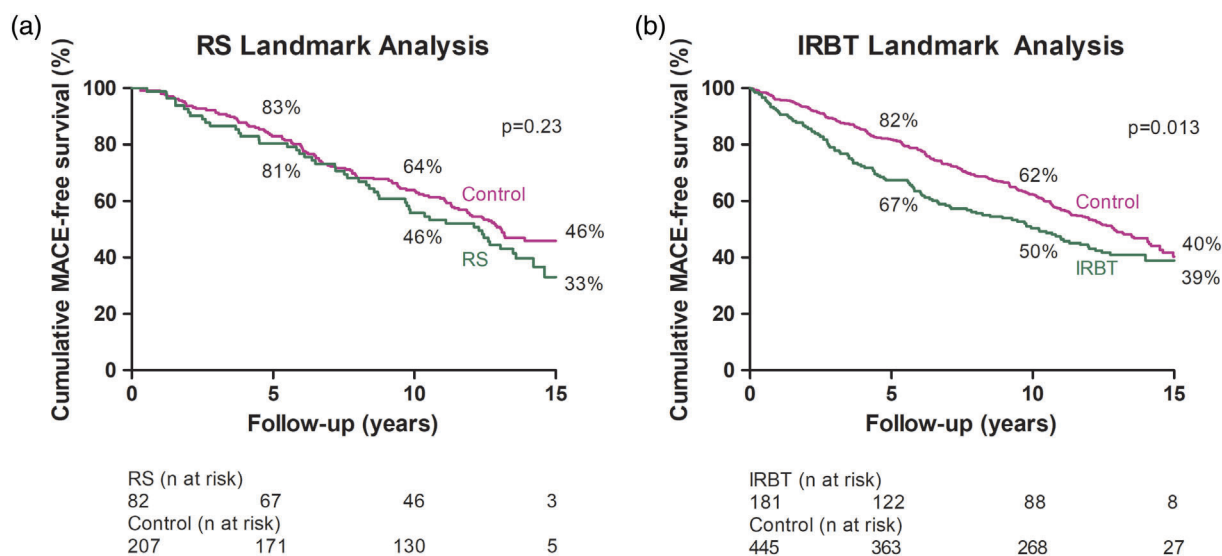 (a)
RS Landmark Analysis
Cumulative MACE-free survival (%)
100
80
60
40
20
0
83%
81%
64%
46%
46%
33%
p=0.23
Control
RS
0 5 10 15
Follow-up (years)
RS (n at risk)
82 67 46 3
Control (n at risk)
207 171 130 5
(b)
IRBT Landmark Analysis
Cumulative MACE-free survival (%)
100
80
60
40
20
0
82%
67%
62%
50%
40%
39%
p=0.013
Control
IRBT
0 5 10 15
Follow-up (years)
IRBT (n at risk)
181 122 88 8
Control (n at risk)
445 363 268 27